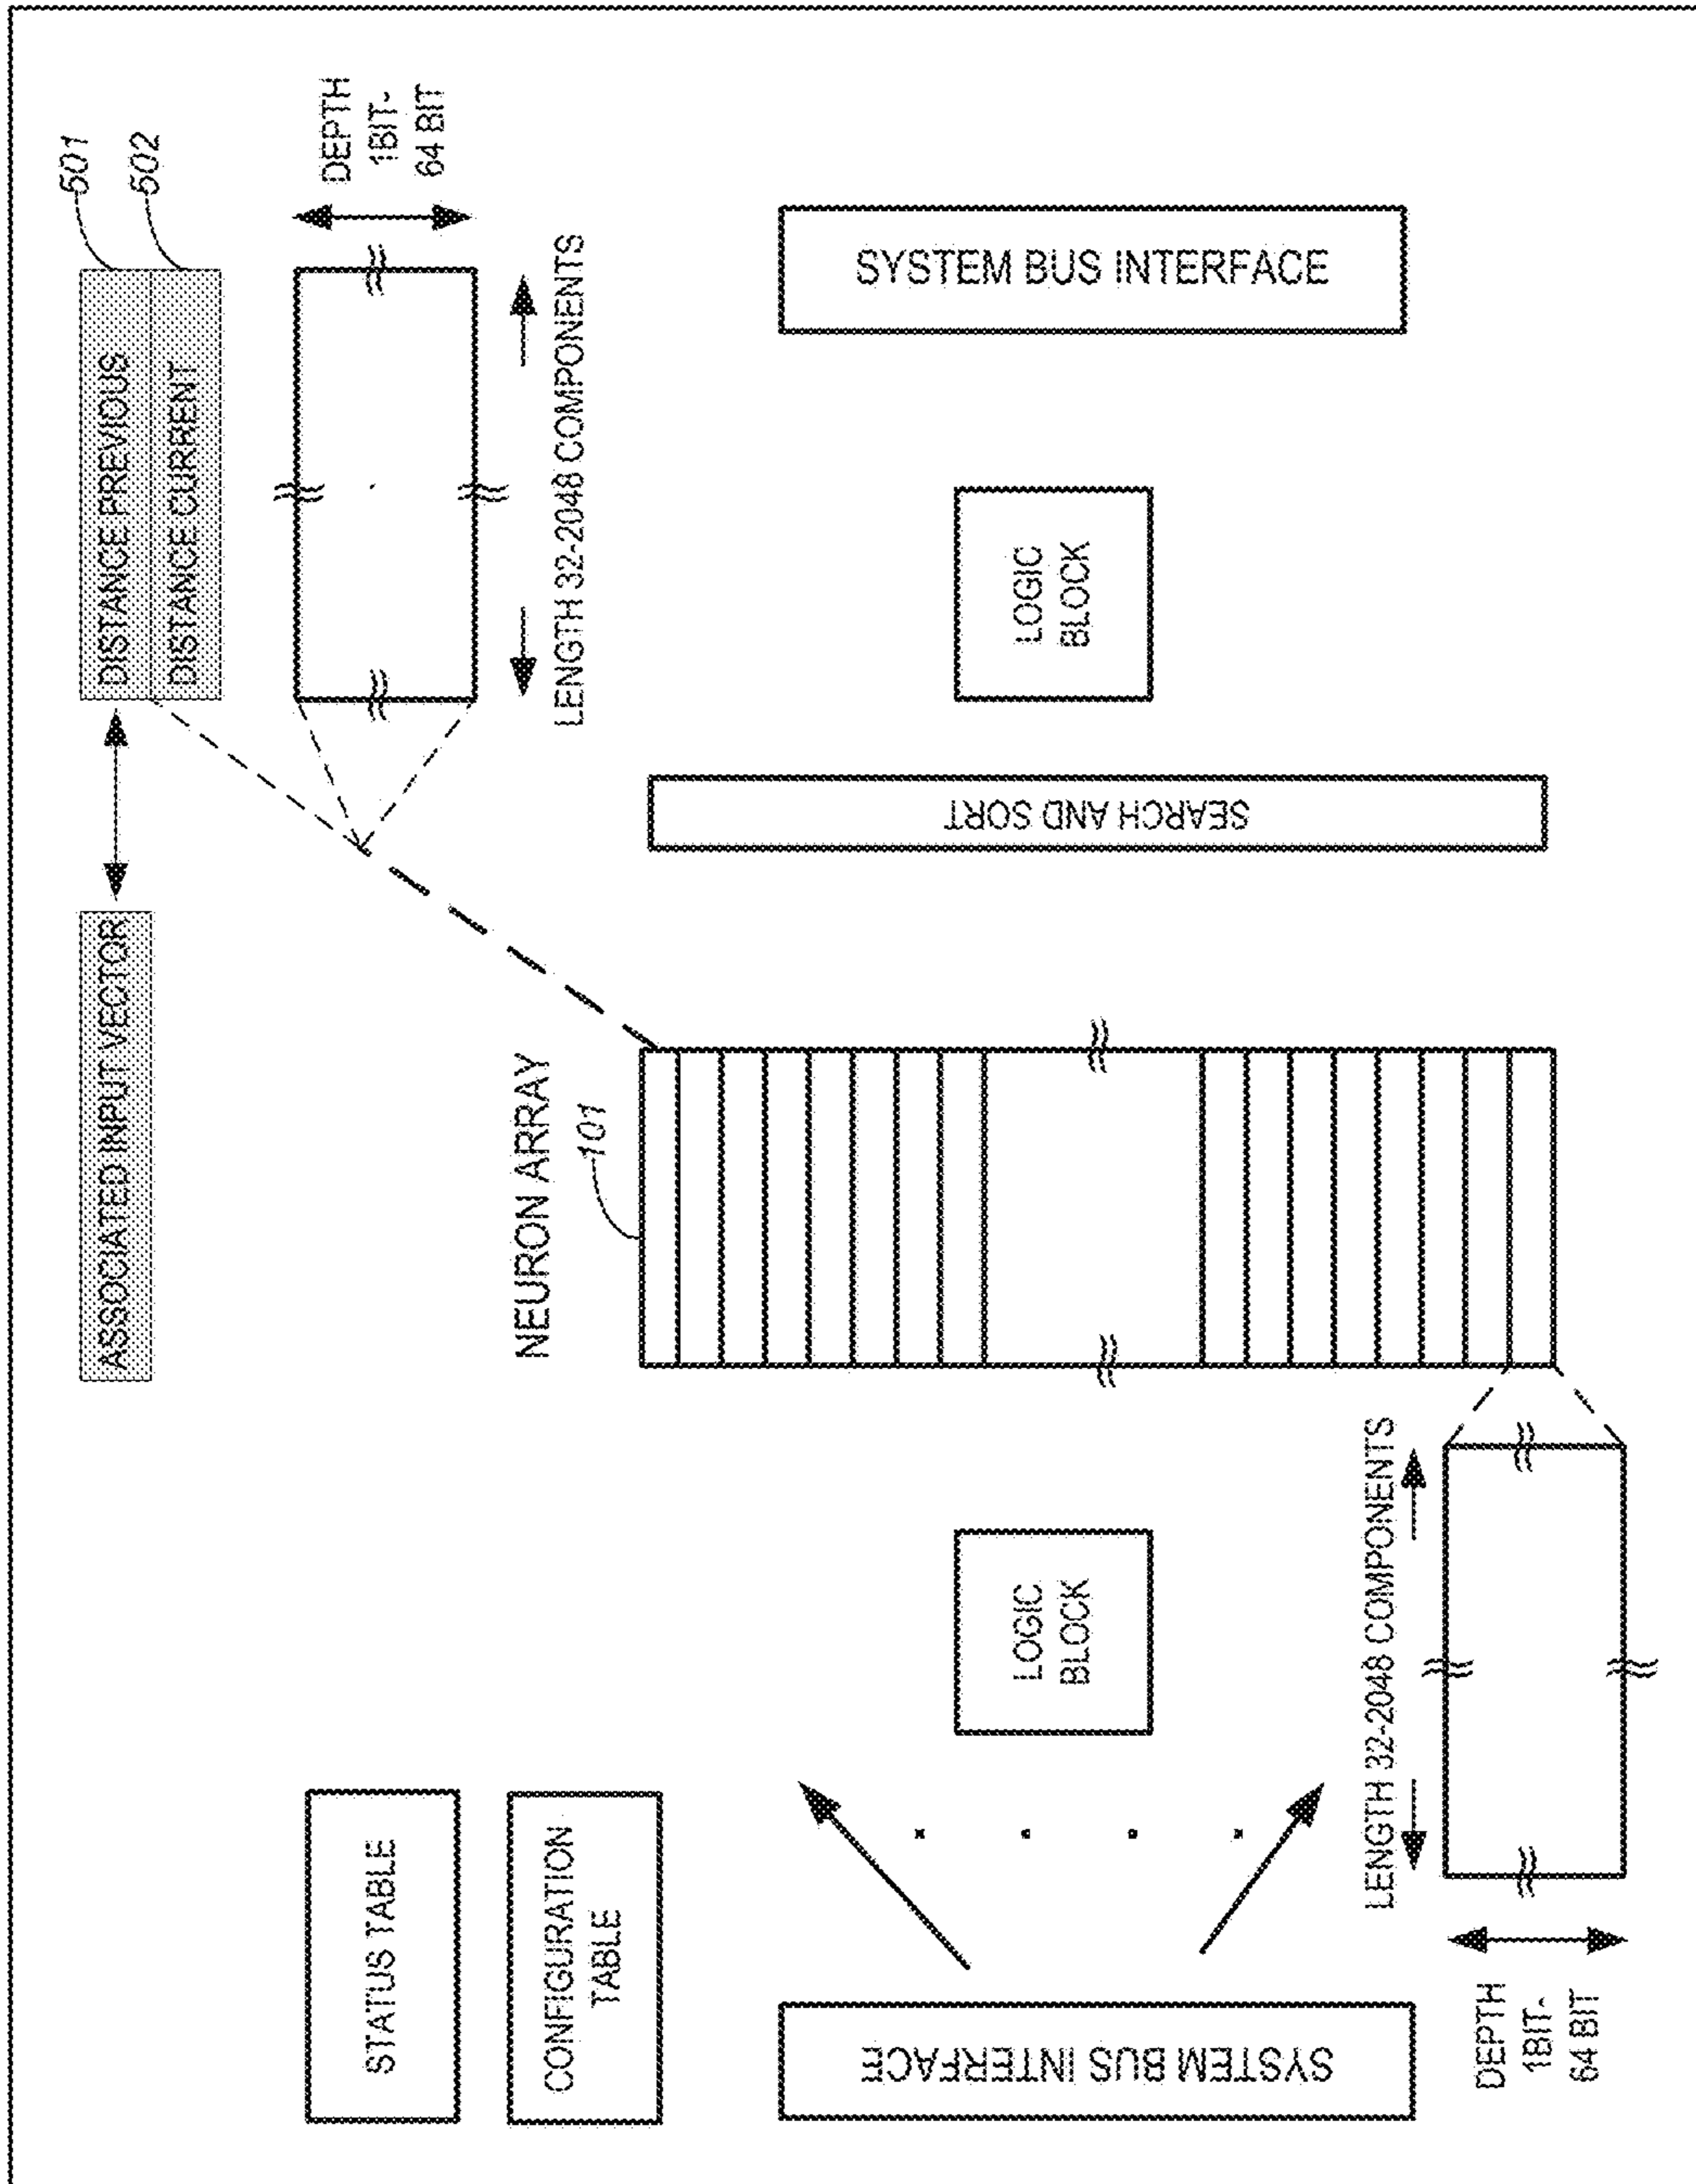 ASSOCIATED INPUT VECTOR
DISTANCE PREVIOUS
DISTANCE CURRENT
501
502
STATUS TABLE
CONFIGURATION
TABLE
DEPTH
1BIT-
64 BIT
LENGTH 32-2048 COMPONENTS
NEURON ARRAY
101
SYSTEM BUS INTERFACE
LOGIC
BLOCK
SEARCH AND SORT
LOGIC
BLOCK
SYSTEM BUS INTERFACE
LENGTH 32-2048 COMPONENTS
DEPTH
1BIT-
64 BIT